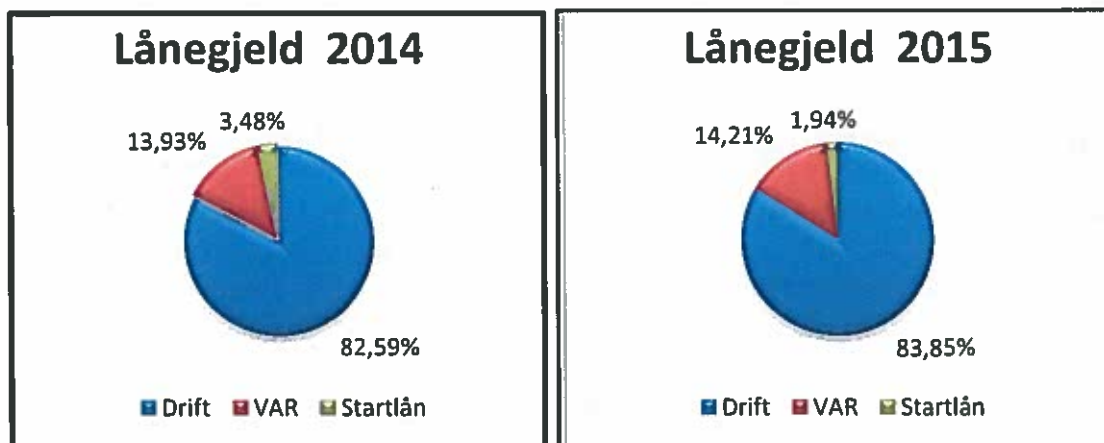 Lånegjeld 2014
3,48%
13,93%
82,59%
Drift VAR Startlån
Lånegjeld 2015
1,94%
14,21%
83,85%
Drift VAR Startlån